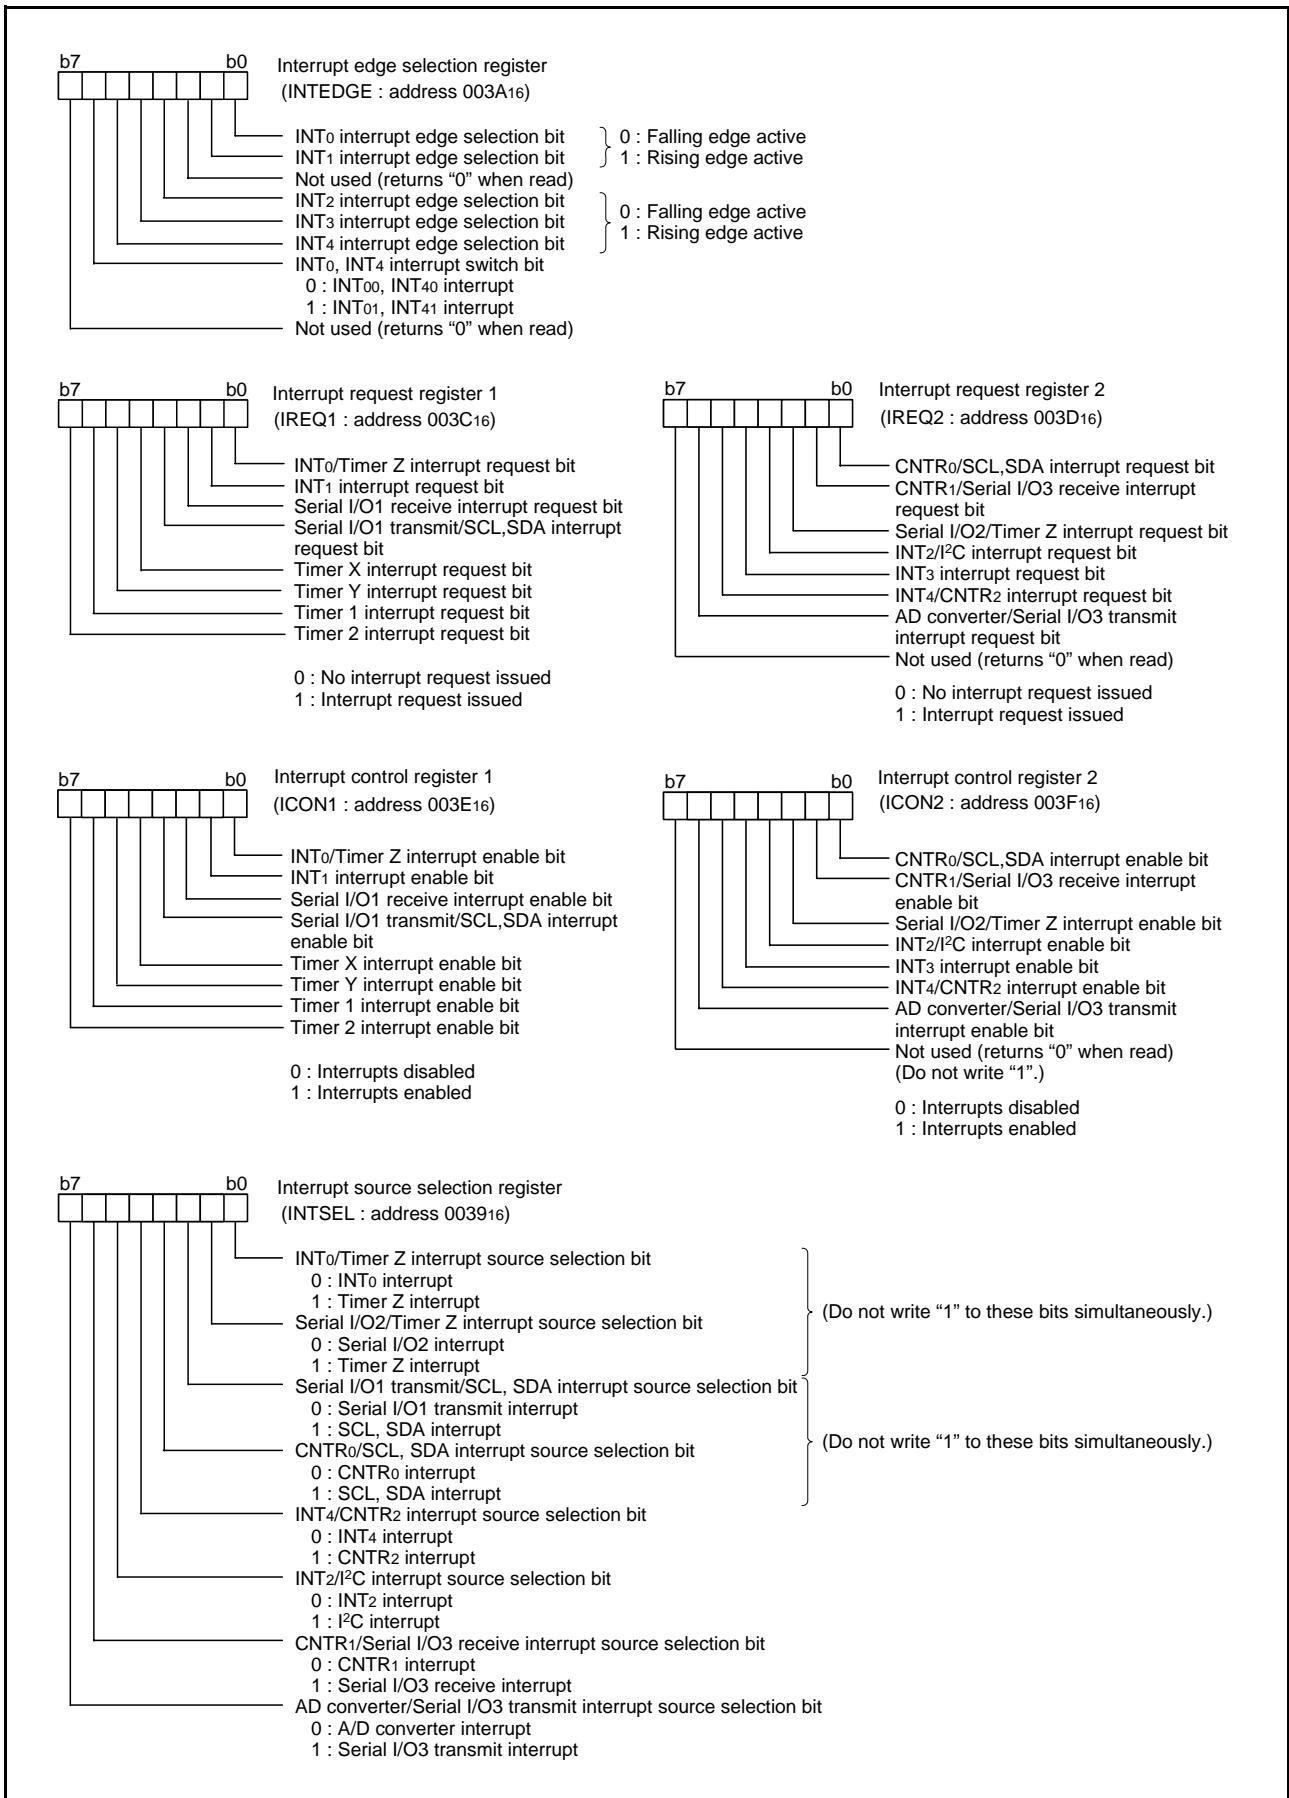 b7 b0 Interrupt edge selection register
(INTEDGE : address 003A16)
INT0 interrupt edge selection bit 0 : Falling edge active
INT1 interrupt edge selection bit 1 : Rising edge active
Not used (returns “0” when read)
INT2 interrupt edge selection bit 0 : Falling edge active
INT3 interrupt edge selection bit 1 : Rising edge active
INT4 interrupt edge selection bit
INT0, INT4 interrupt switch bit
0 : INT00, INT40 interrupt
1 : INT01, INT41 interrupt
Not used (returns “0” when read)
b7 b0 Interrupt request register 1
(IREQ1 : address 003C16)
INT0/Timer Z interrupt request bit
INT1 interrupt request bit
Serial I/O1 receive interrupt request bit
Serial I/O1 transmit/SCL,SDA interrupt
request bit
Timer X interrupt request bit
Timer Y interrupt request bit
Timer 1 interrupt request bit
Timer 2 interrupt request bit
0 : No interrupt request issued
1 : Interrupt request issued
b7 b0 Interrupt request register 2
(IREQ2 : address 003D16)
CNTR0/SCL,SDA interrupt request bit
CNTR1/Serial I/O3 receive interrupt
request bit
Serial I/O2/Timer Z interrupt request bit
INT2/I2C interrupt request bit
INT3 interrupt request bit
INT4/CNTR2 interrupt request bit
AD converter/Serial I/O3 transmit
interrupt request bit
Not used (returns “0” when read)
0 : No interrupt request issued
1 : Interrupt request issued
b7 b0 Interrupt control register 1
(ICON1 : address 003E16)
INT0/Timer Z interrupt enable bit
INT1 interrupt enable bit
Serial I/O1 receive interrupt enable bit
Serial I/O1 transmit/SCL,SDA interrupt
enable bit
Timer X interrupt enable bit
Timer Y interrupt enable bit
Timer 1 interrupt enable bit
Timer 2 interrupt enable bit
0 : Interrupts disabled
1 : Interrupts enabled
b7 b0 Interrupt control register 2
(ICON2 : address 003F16)
CNTR0/SCL,SDA interrupt enable bit
CNTR1/Serial I/O3 receive interrupt
enable bit
Serial I/O2/Timer Z interrupt enable bit
INT2/I2C interrupt enable bit
INT3 interrupt enable bit
INT4/CNTR2 interrupt enable bit
AD converter/Serial I/O3 transmit
interrupt enable bit
Not used (returns “0” when read)
(Do not write “1”.)
0 : Interrupts disabled
1 : Interrupts enabled
b7 b0 Interrupt source selection register
(INTSEL : address 003916)
INT0/Timer Z interrupt source selection bit
0 : INT0 interrupt
1 : Timer Z interrupt (Do not write “1” to these bits simultaneously.)
Serial I/O2/Timer Z interrupt source selection bit
0 : Serial I/O2 interrupt
1 : Timer Z interrupt
Serial I/O1 transmit/SCL, SDA interrupt source selection bit
0 : Serial I/O1 transmit interrupt
1 : SCL, SDA interrupt (Do not write “1” to these bits simultaneously.)
CNTR0/SCL, SDA interrupt source selection bit
0 : CNTR0 interrupt
1 : SCL, SDA interrupt
INT4/CNTR2 interrupt source selection bit
0 : INT4 interrupt
1 : CNTR2 interrupt
INT2/I2C interrupt source selection bit
0 : INT2 interrupt
1 : I2C interrupt
CNTR1/Serial I/O3 receive interrupt source selection bit
0 : CNTR1 interrupt
1 : Serial I/O3 receive interrupt
AD converter/Serial I/O3 transmit interrupt source selection bit
0 : A/D converter interrupt
1 : Serial I/O3 transmit interrupt